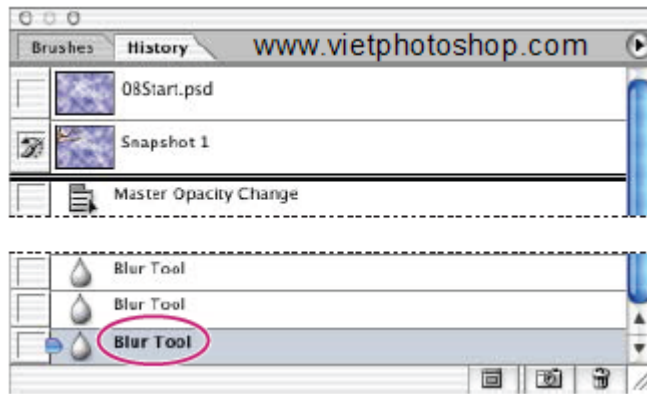 Brushes History www.vietphotoshop.com
08Start.psd
Snapshot 1
Master Opacity Change
Blur Tool
Blur Tool
Blur Tool